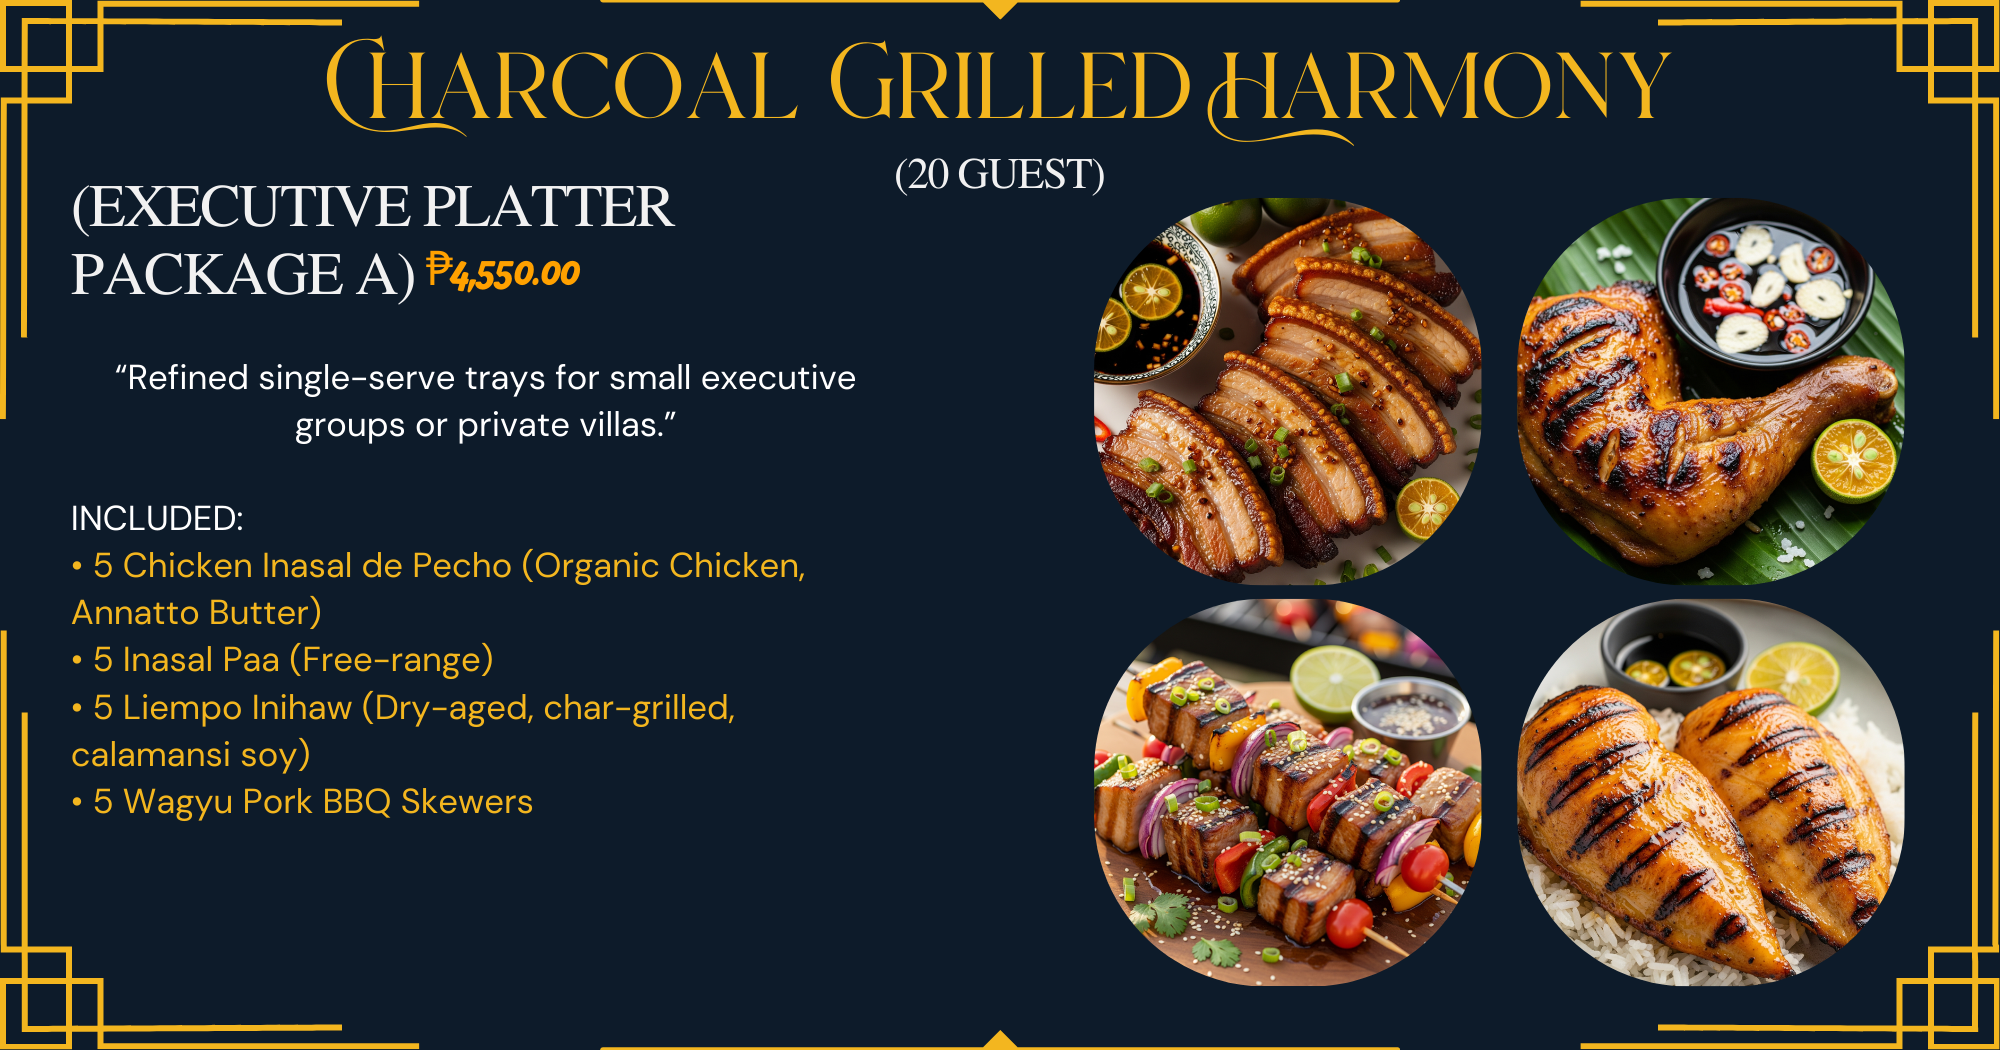 CHARCOAL GRILLED HARMONY
(20 GUEST)
(EXECUTIVE PLATTER
PACKAGE A) ₱4,550.00
“Refined single-serve trays for small executive
groups or private villas.”
INCLUDED:
• 5 Chicken Inasal de Pecho (Organic Chicken,
Annatto Butter)
• 5 Inasal Paa (Free-range)
• 5 Liempo Inihaw (Dry-aged, char-grilled,
calamansi soy)
• 5 Wagyu Pork BBQ Skewers